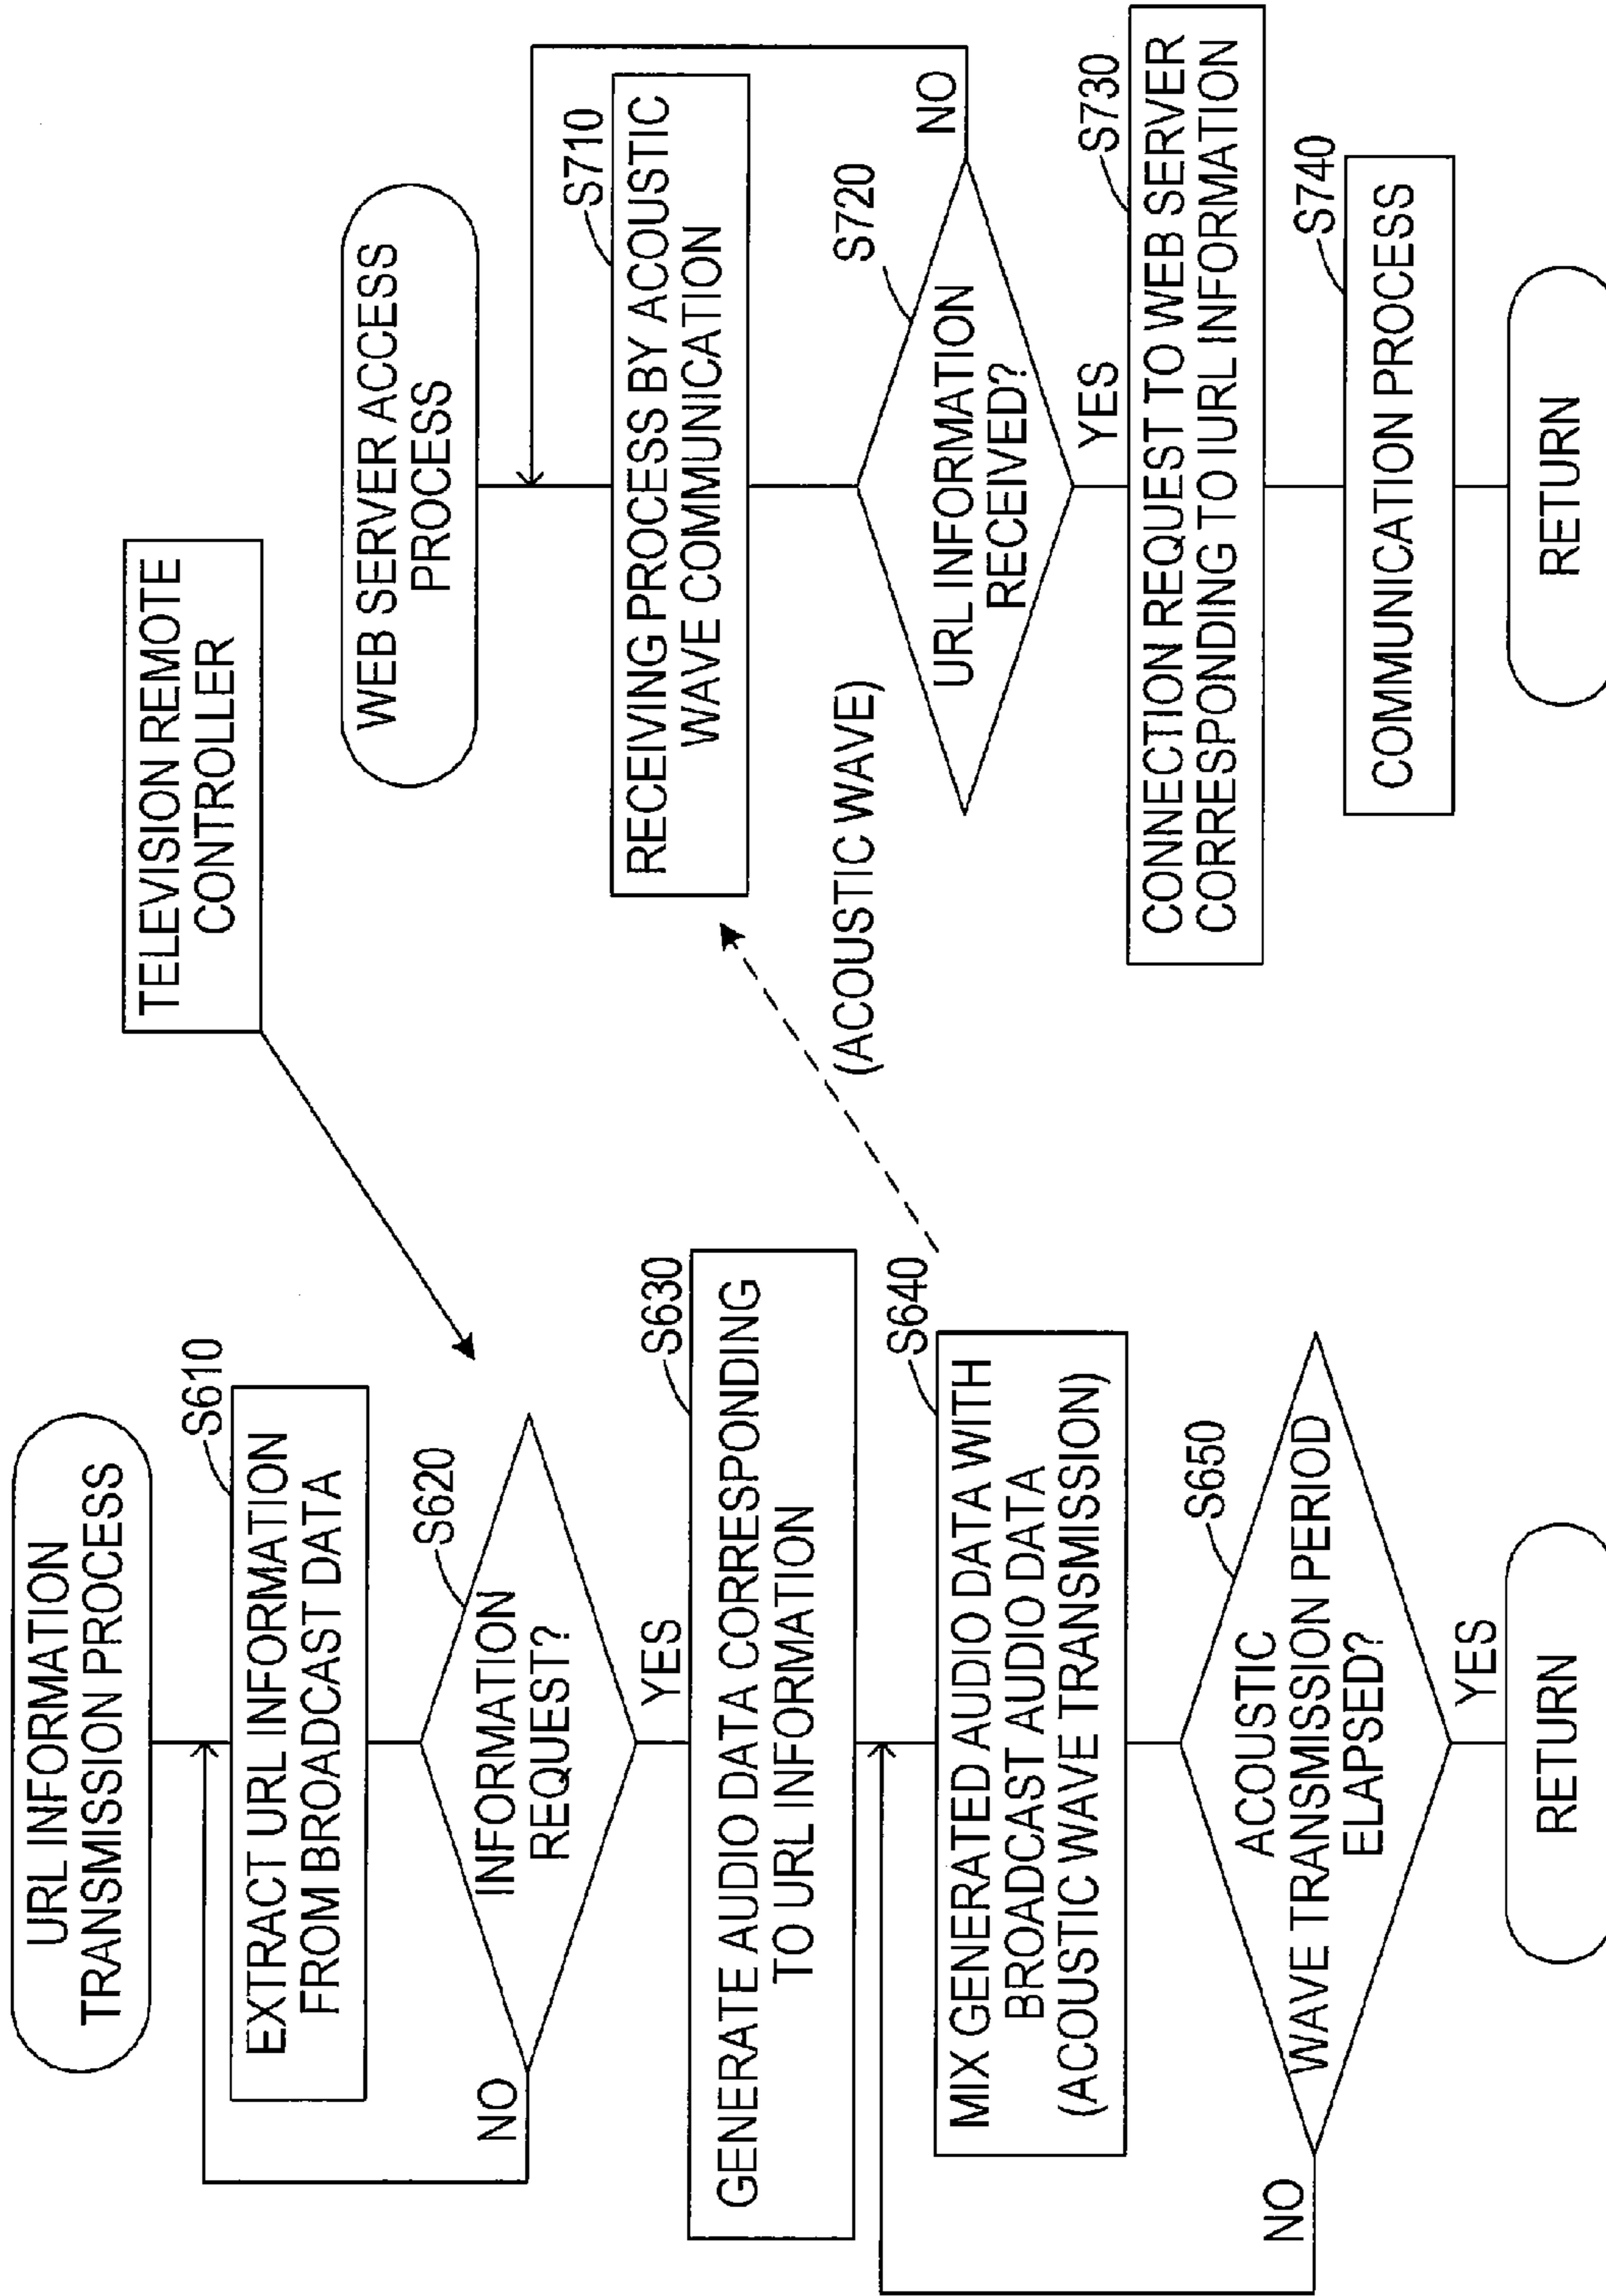 URL INFORMATION
TRANSMISSION PROCESS
S610
EXTRACT URL INFORMATION
FROM BROADCAST DATA
S620
INFORMATION
REQUEST?
NO
YES
S630
GENERATE AUDIO DATA CORRESPONDING
TO URL INFORMATION
S640
MIX GENERATED AUDIO DATA WITH
BROADCAST AUDIO DATA
(ACOUSTIC WAVE TRANSMISSION)
S650
ACOUSTIC
WAVE TRANSMISSION PERIOD
ELAPSED?
NO
YES
RETURN
TELEVISION REMOTE
CONTROLLER
(ACOUSTIC WAVE)
WEB SERVER ACCESS
PROCESS
S710
RECEIVING PROCESS BY ACOUSTIC
WAVE COMMUNICATION
S720
URL INFORMATION
RECEIVED?
NO
YES
S730
CONNECTION REQUEST TO WEB SERVER
CORRESPONDING TO IURL INFORMATION
S740
COMMUNICATION PROCESS
RETURN